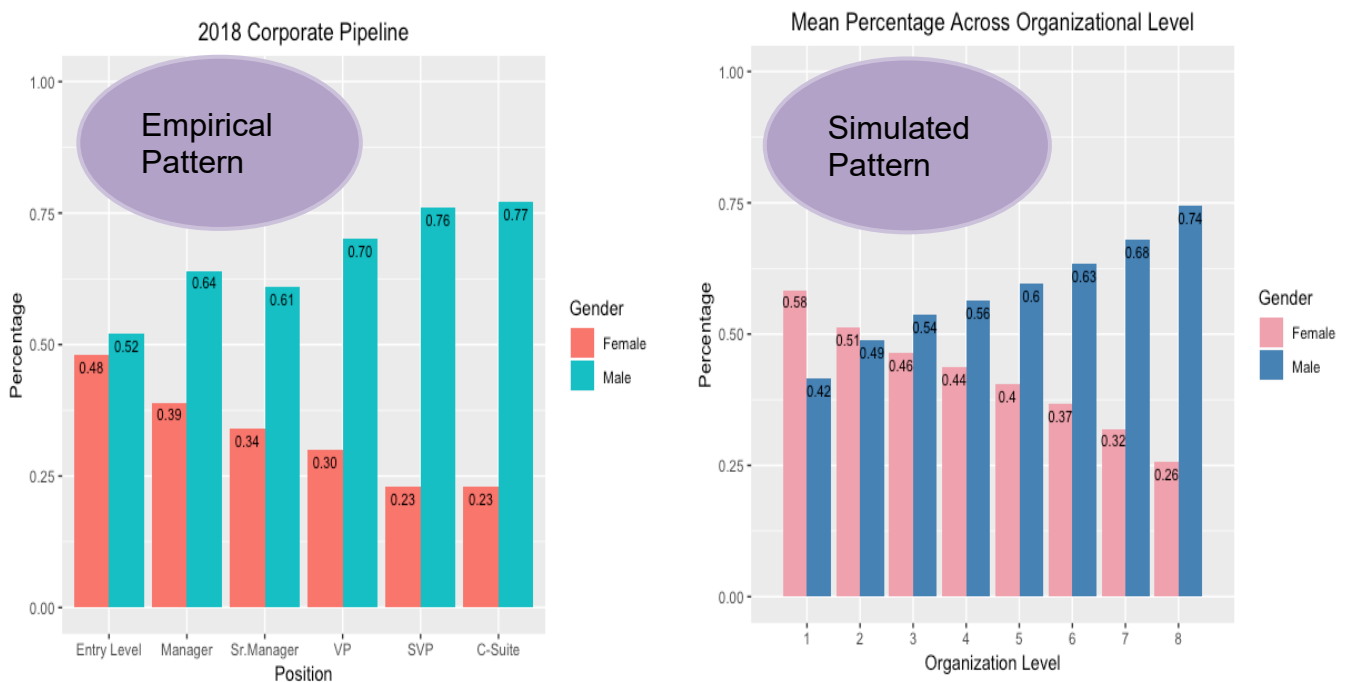 2018 Corporate Pipeline
Empirical
Pattern
1.00
0.75
0.50
0.25
0.00
Percentage
0.48
0.52
0.39
0.64
0.34
0.61
0.30
0.70
0.23
0.76
0.23
0.77
Entry Level
Manager
Sr.Manager
VP
SVP
C-Suite
Position
Gender
Female
Male
Mean Percentage Across Organizational Level
Simulated
Pattern
1.00
0.75
0.50
0.25
0.00
Percentage
0.58
0.42
0.51
0.49
0.46
0.54
0.44
0.56
0.4
0.6
0.37
0.63
0.32
0.68
0.26
0.74
1
2
3
4
5
6
7
8
Organization Level
Gender
Female
Male